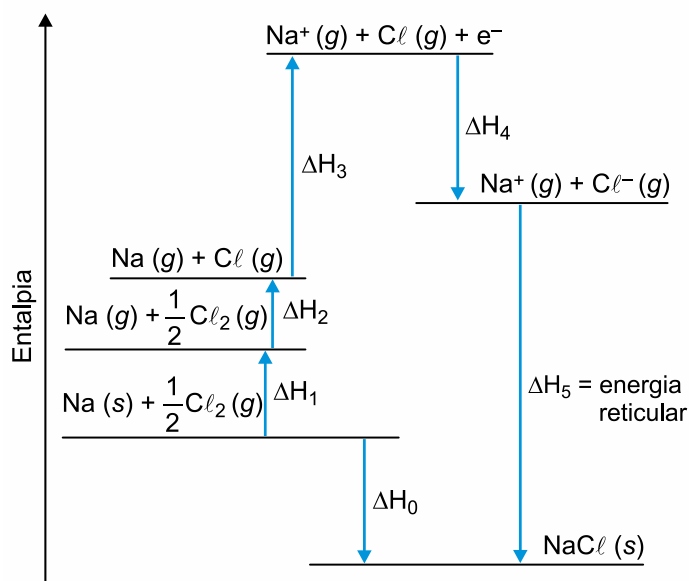 Na⁺ (g) + Cℓ (g) + e⁻
ΔH₄
ΔH₃
Na⁺ (g) + Cℓ⁻ (g)
Na (g) + Cℓ (g)
Na (g) + 1/2 Cℓ₂ (g)
ΔH₂
Entalpia
Na (s) + 1/2 Cℓ₂ (g)
ΔH₁
ΔH₅ = energia
reticular
ΔH₀
NaCℓ (s)